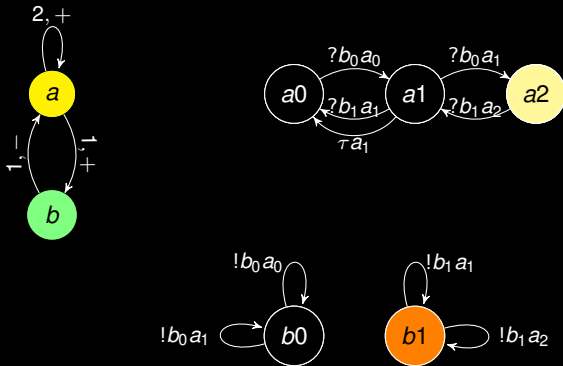 2, +
a
1, +
1, −
b
?b₀a₀
?b₀a₁
a0
a1
a2
?b₁a₁
?b₁a₂
τa₁
!b₀a₀
!b₁a₁
!b₀a₁
b0
b1
!b₁a₂